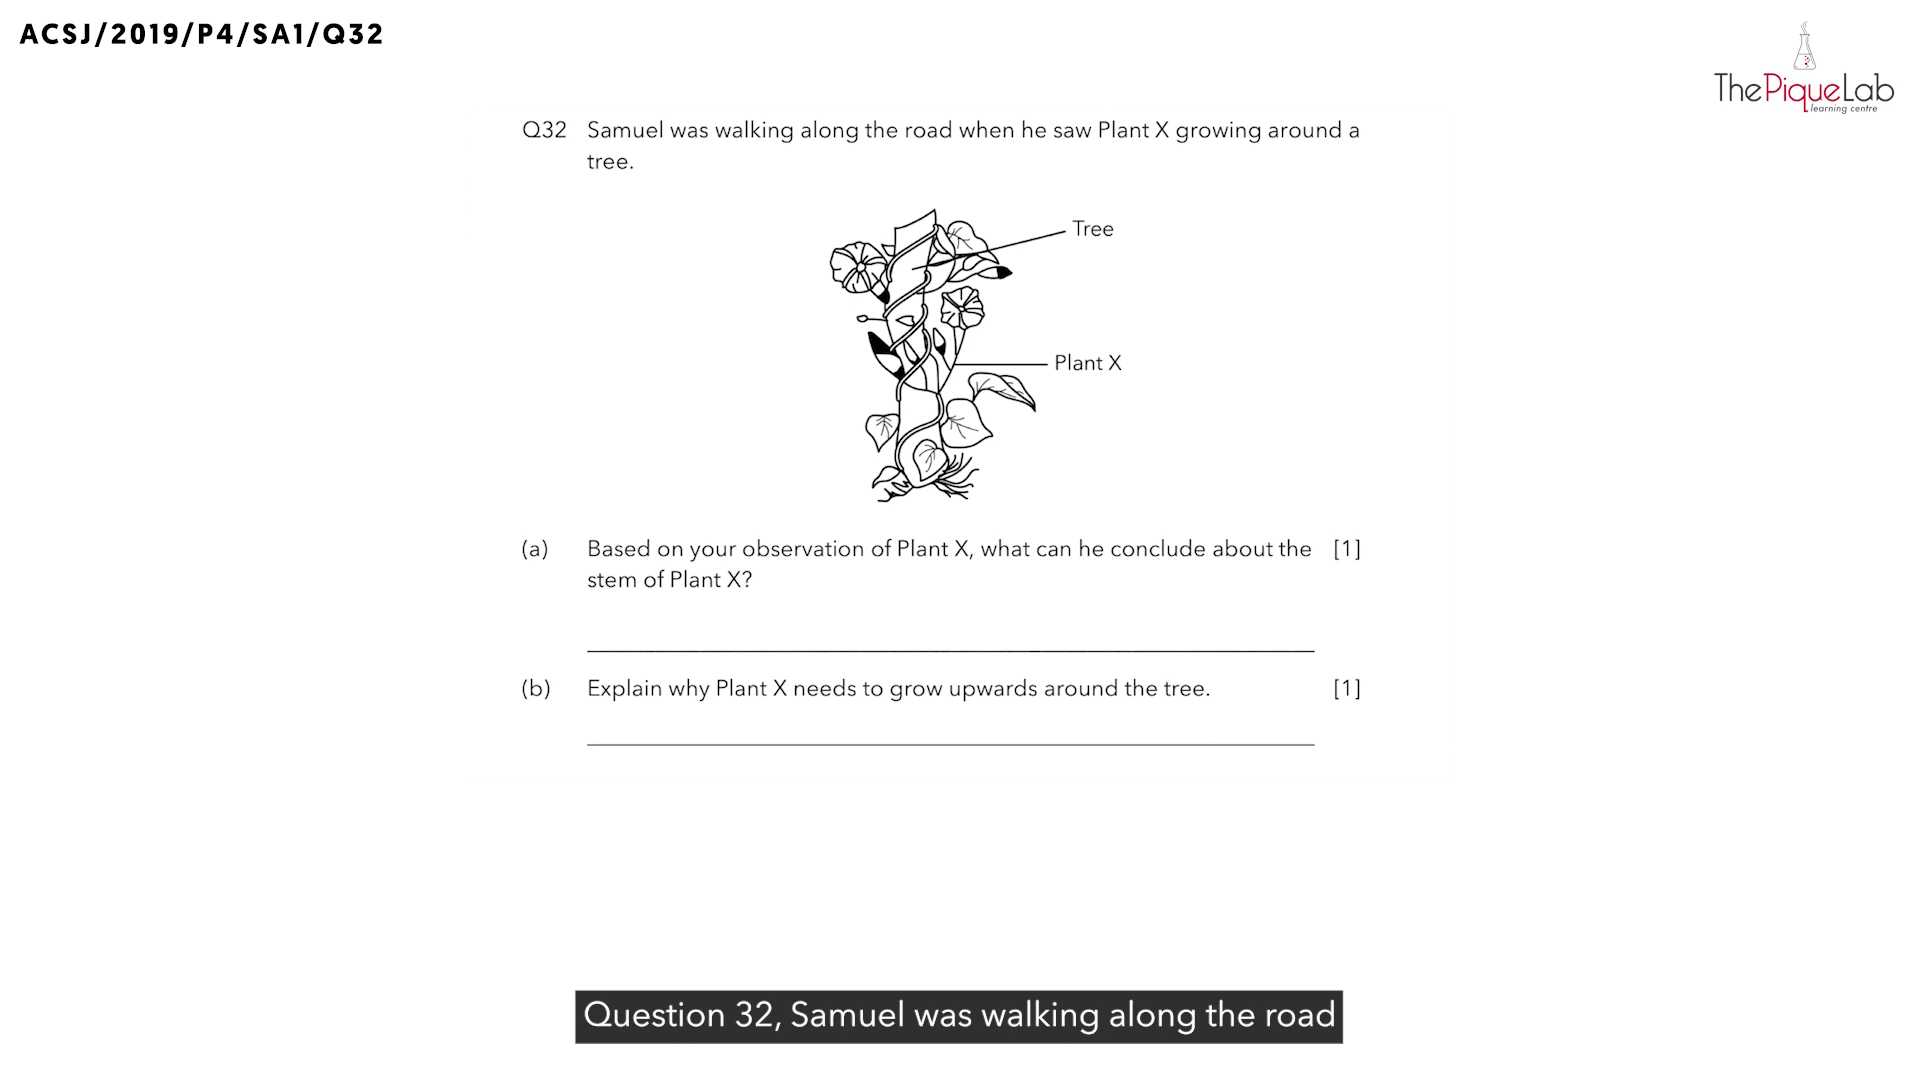 ACSJ/2019/P4/SA1/Q32
ThePiqueLab
learning centre
Q32 Samuel was walking along the road when he saw Plant X growing around a
tree.
Tree
Plant X
(a) Based on your observation of Plant X, what can he conclude about the [1]
stem of Plant X?
(b) Explain why Plant X needs to grow upwards around the tree. [1]
Question 32, Samuel was walking along the road